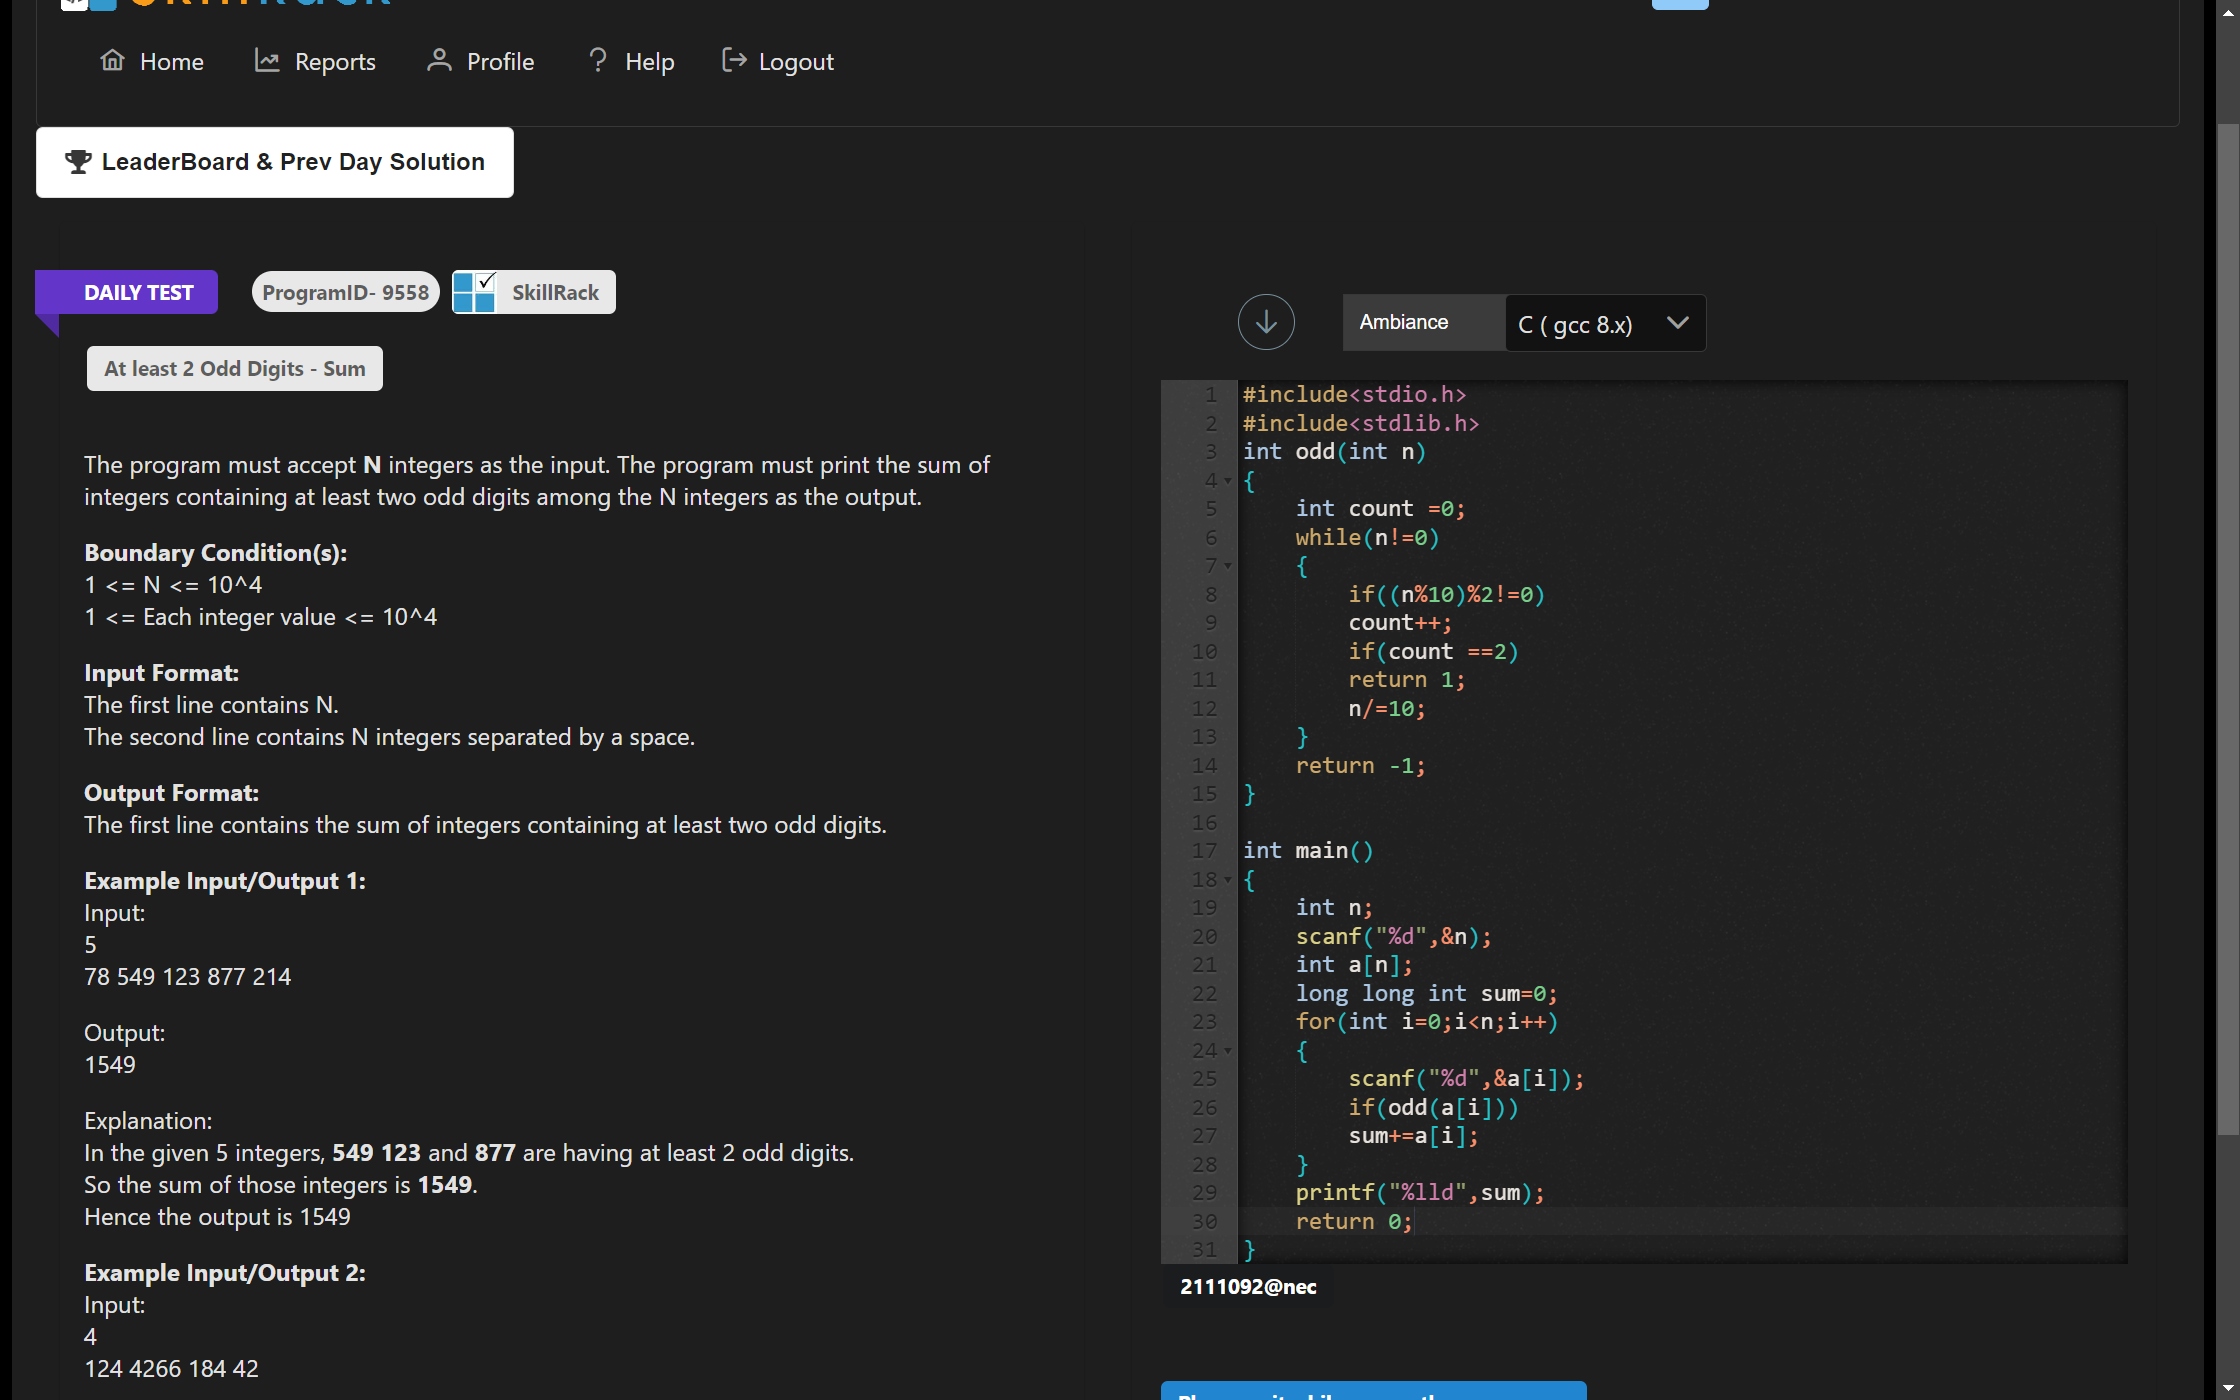 Home Reports Profile ? Help Logout
LeaderBoard & Prev Day Solution
DAILY TEST ProgramID- 9558 SkillRack
At least 2 Odd Digits - Sum
The program must accept N integers as the input. The program must print the sum of
integers containing at least two odd digits among the N integers as the output.
Boundary Condition(s):
1 <= N <= 10^4
1 <= Each integer value <= 10^4
Input Format:
The first line contains N.
The second line contains N integers separated by a space.
Output Format:
The first line contains the sum of integers containing at least two odd digits.
Example Input/Output 1:
Input:
5
78 549 123 877 214
Output:
1549
Explanation:
In the given 5 integers, 549 123 and 877 are having at least 2 odd digits.
So the sum of those integers is 1549.
Hence the output is 1549
Example Input/Output 2:
Input:
4
124 4266 184 42
Ambiance C ( gcc 8.x)
1 #include<stdio.h>
2 #include<stdlib.h>
3 int odd(int n)
4 {
5 int count =0;
6 while(n!=0)
7 {
8 if((n%10)%2!=0)
9 count++;
10 if(count ==2)
11 return 1;
12 n/=10;
13 }
14 return -1;
15 }
16
17 int main()
18 {
19 int n;
20 scanf("%d",&n);
21 int a[n];
22 long long int sum=0;
23 for(int i=0;i<n;i++)
24 {
25 scanf("%d",&a[i]);
26 if(odd(a[i]))
27 sum+=a[i];
28 }
29 printf("%lld",sum);
30 return 0;
31 }
2111092@nec